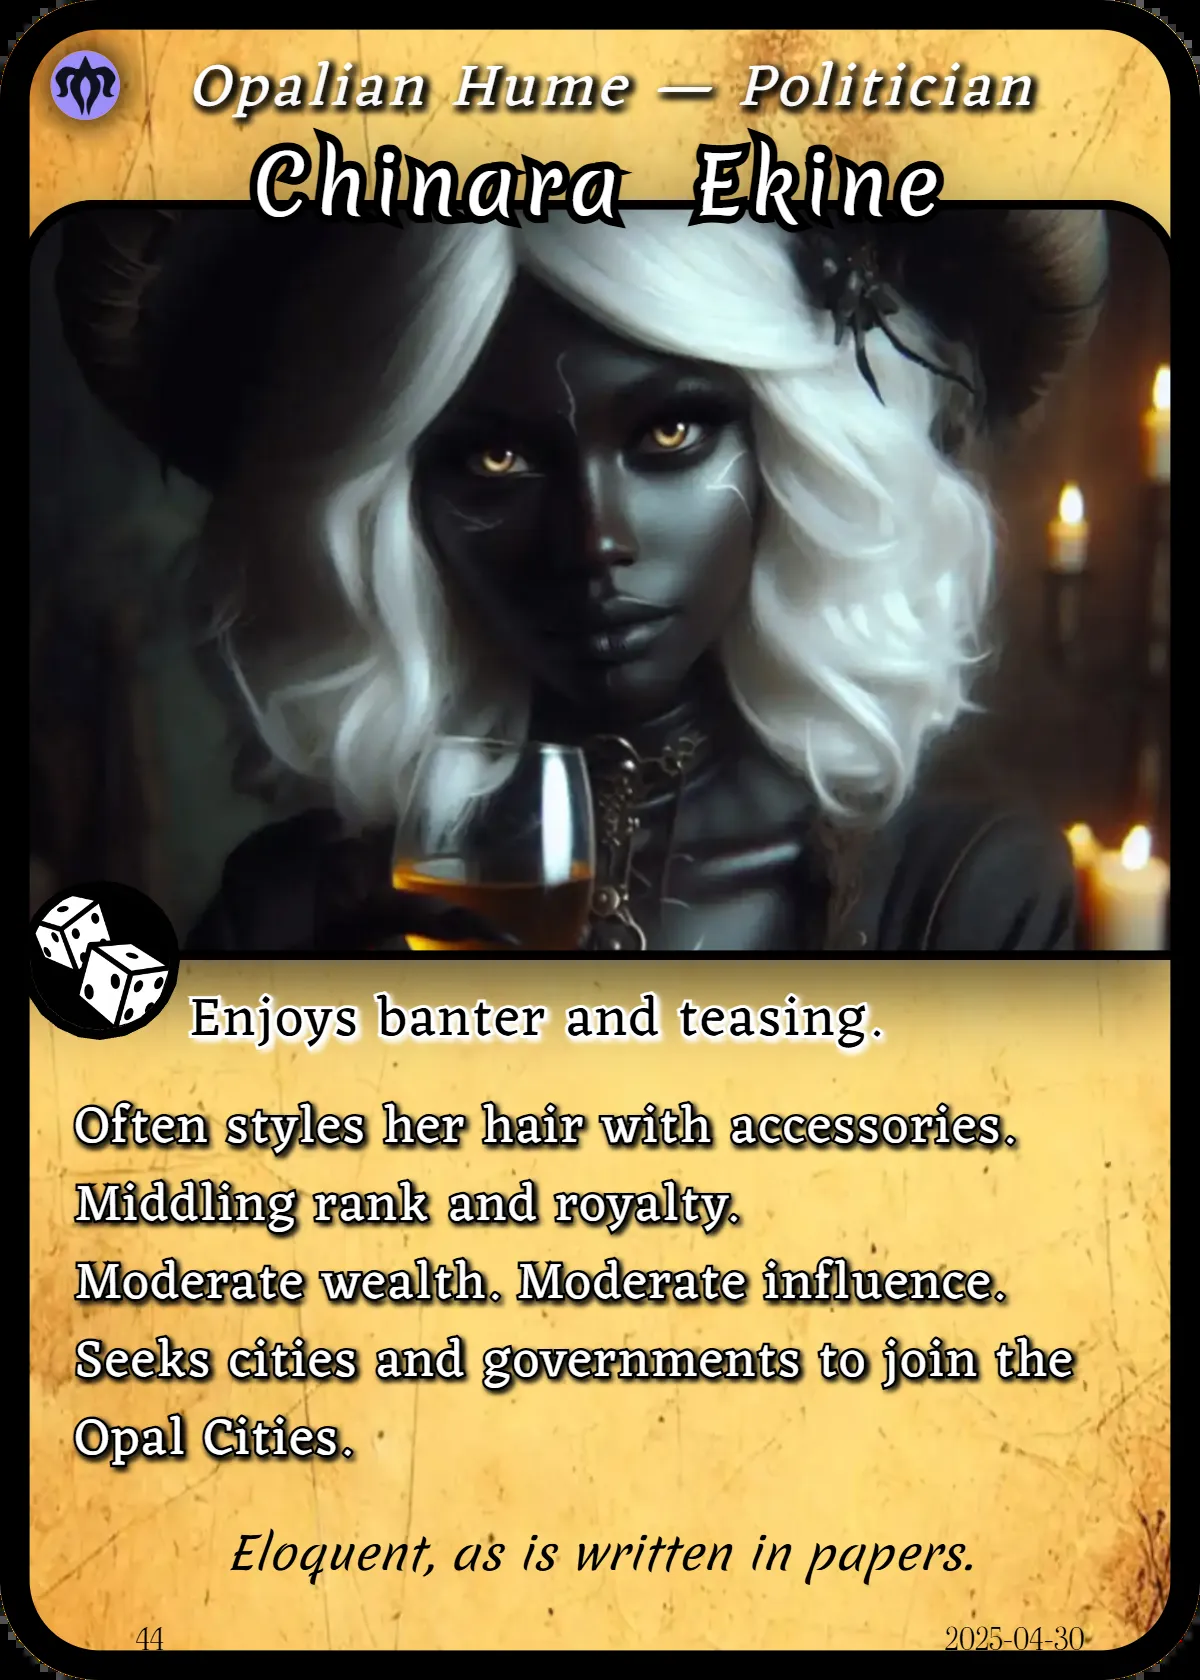 Opalian Hume — Politician
Chinara Ekine
Enjoys banter and teasing.
Often styles her hair with accessories.
Middling rank and royalty.
Moderate wealth. Moderate influence.
Seeks cities and governments to join the
Opal Cities.
Eloquent, as is written in papers.
44
2025-04-30